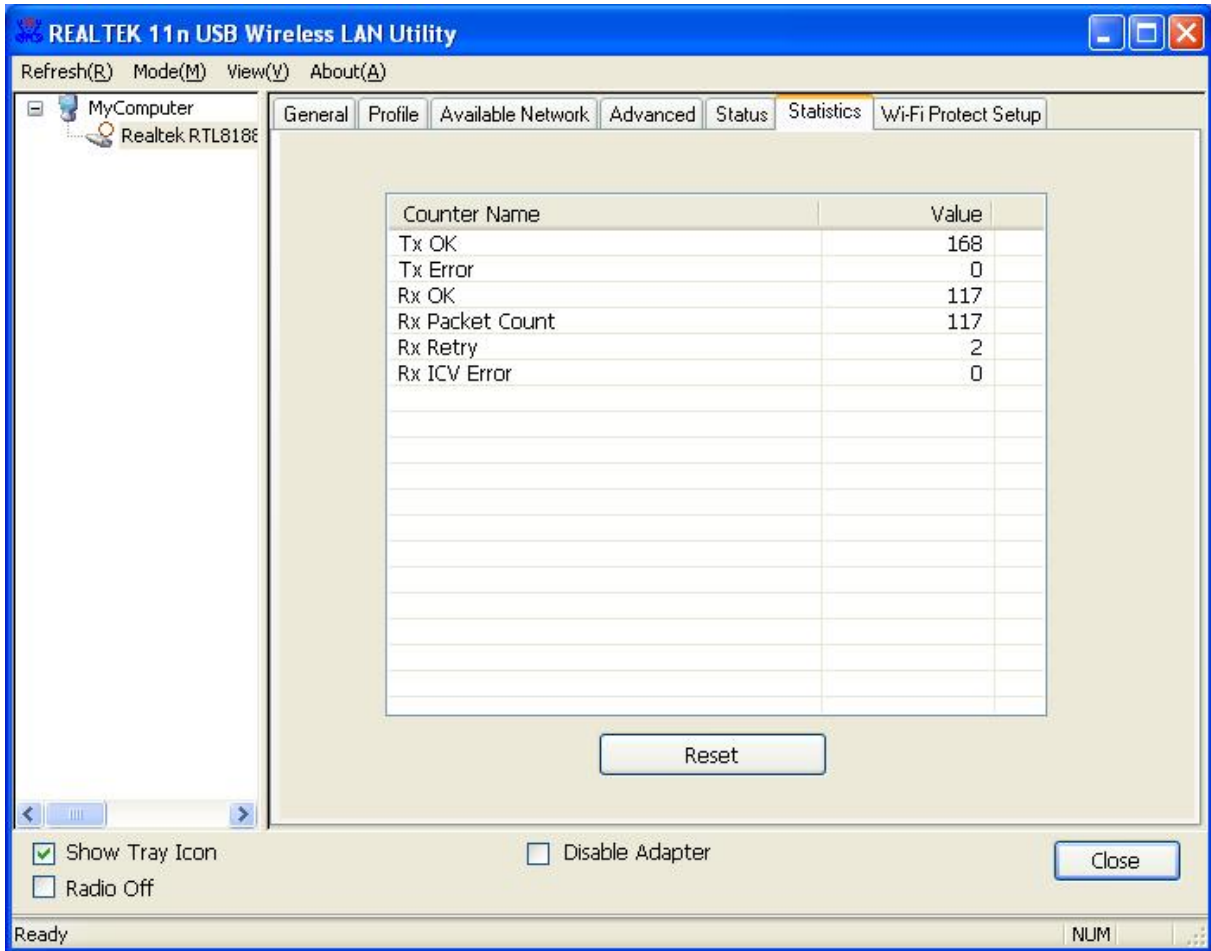 REALTEK 11n USB Wireless LAN Utility
Refresh(R) Mode(M) View(V) About(A)
MyComputer
Realtek RTL8188
General Profile Available Network Advanced Status Statistics Wi-Fi Protect Setup
Counter Name Value
Tx OK 168
Tx Error 0
Rx OK 117
Rx Packet Count 117
Rx Retry 2
Rx ICV Error 0
Reset
Show Tray Icon Disable Adapter
Radio Off
Close
Ready NUM